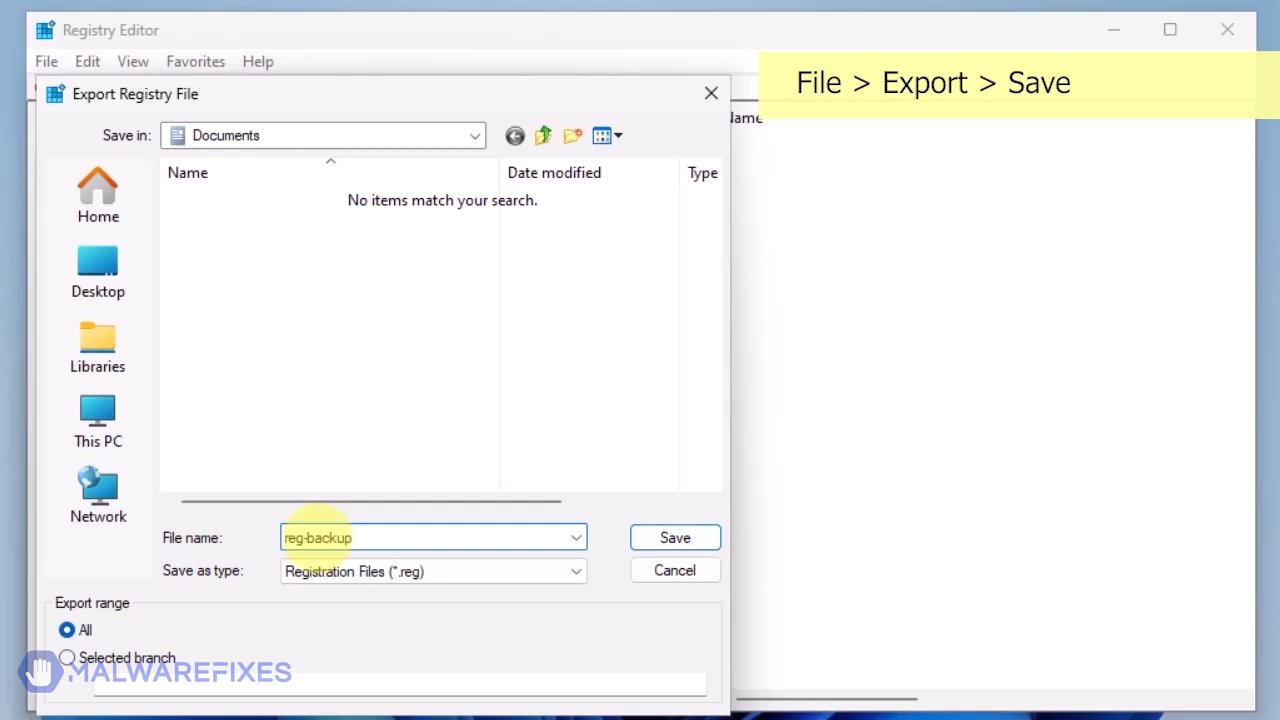 Registry Editor
File Edit View Favorites Help
File > Export > Save
Export Registry File
Name
Save in: Documents
Name Date modified Type
No items match your search.
Home
Desktop
Libraries
This PC
Network
File name: reg-backup Save
Save as type: Registration Files (*.reg) Cancel
Export range
All
Selected branch
MALWAREFIXES